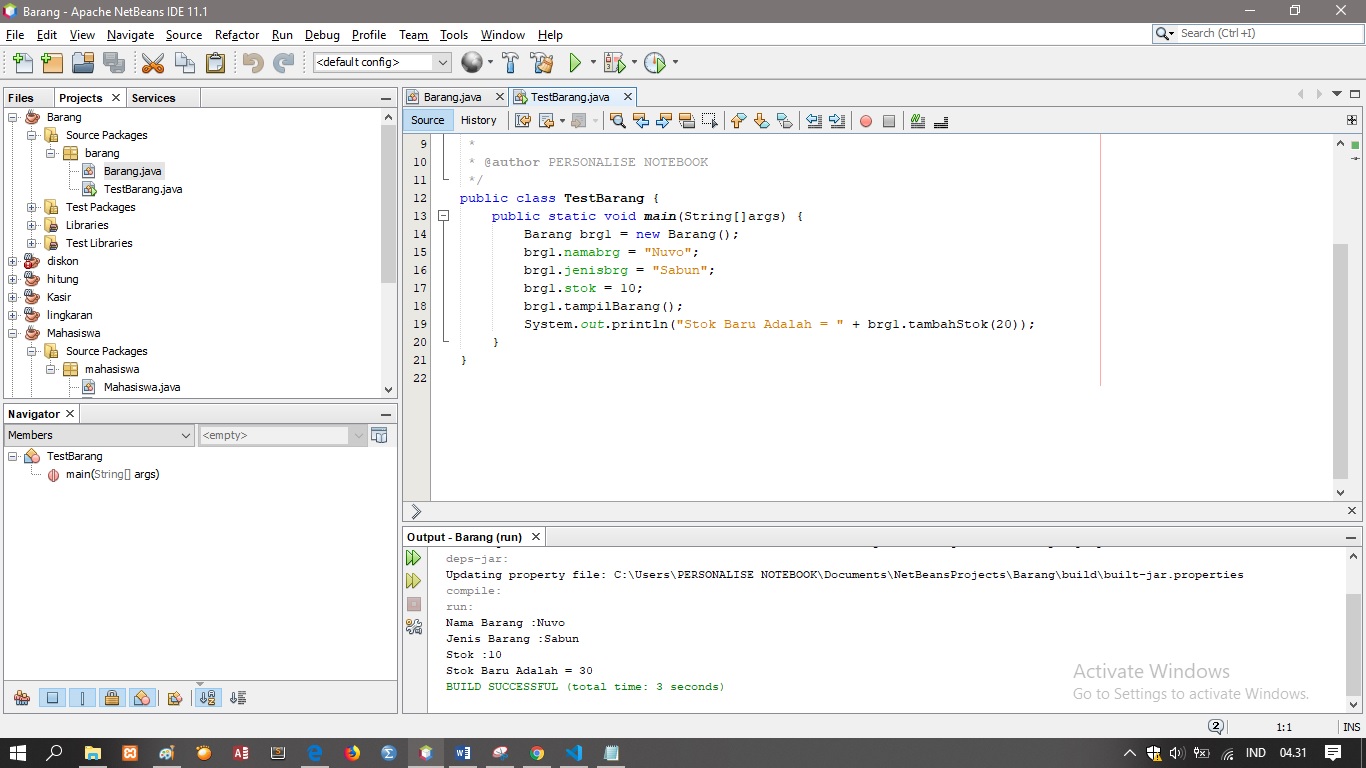 Barang - Apache NetBeans IDE 11.1
File Edit View Navigate Source Refactor Run Debug Profile Team Tools Window Help
Search (Ctrl+I)
<default config>
Files Projects Services
Barang
Source Packages
barang
Barang.java
TestBarang.java
Test Packages
Libraries
Test Libraries
diskon
hitung
Kasir
lingkaran
Mahasiswa
Source Packages
mahasiswa
Mahasiswa.java
Navigator
Members <empty>
TestBarang
main(String[] args)
Barang.java TestBarang.java
Source History
9 *
10 * @author PERSONALISE NOTEBOOK
11 */
12 public class TestBarang {
13 public static void main(String[]args) {
14 Barang brg1 = new Barang();
15 brg1.namabrg = "Nuvo";
16 brg1.jenisbrg = "Sabun";
17 brg1.stok = 10;
18 brg1.tampilBarang();
19 System.out.println("Stok Baru Adalah = " + brg1.tambahStok(20));
20 }
21 }
22
Output - Barang (run)
deps-jar:
Updating property file: C:\Users\PERSONALISE NOTEBOOK\Documents\NetBeansProjects\Barang\build\built-jar.properties
compile:
run:
Nama Barang :Nuvo
Jenis Barang :Sabun
Stok :10
Stok Baru Adalah = 30
BUILD SUCCESSFUL (total time: 3 seconds)
Activate Windows
Go to Settings to activate Windows.
2 1:1 INS
IND 04.31